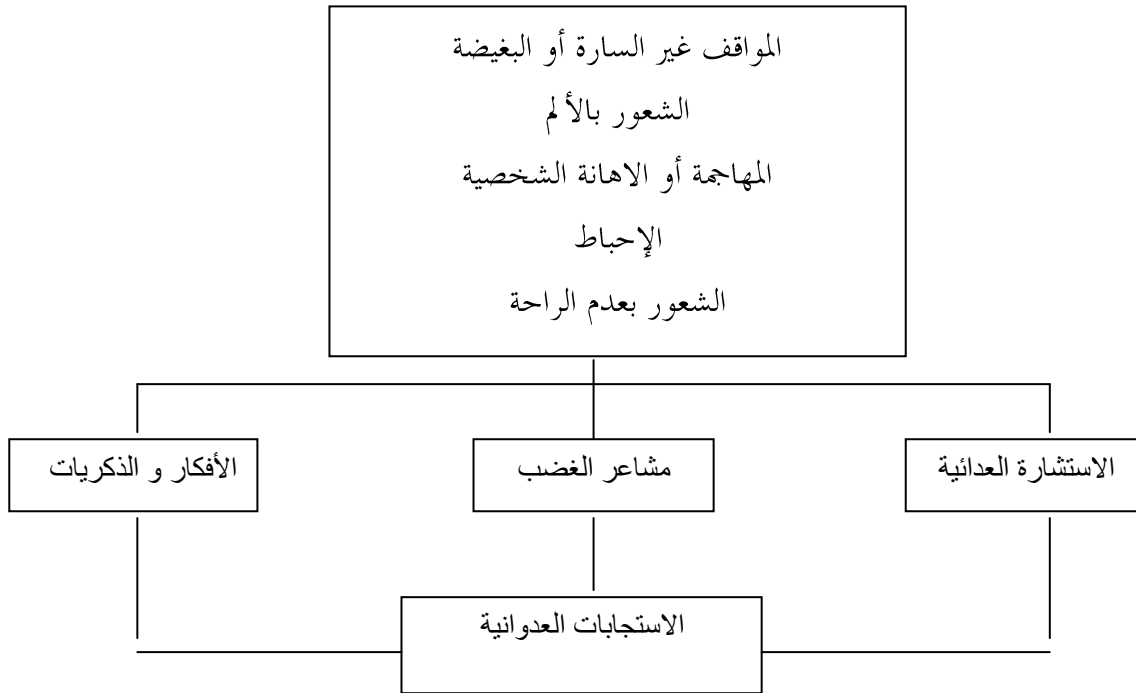 المواقف غير السارة أو البغيضة
الشعور بالألم
المهاجمة أو الاهانة الشخصية
الإحباط
الشعور بعدم الراحة
الاستشارة العدائية
مشاعر الغضب
الأفكار و الذكريات
الاستجابات العدوانية